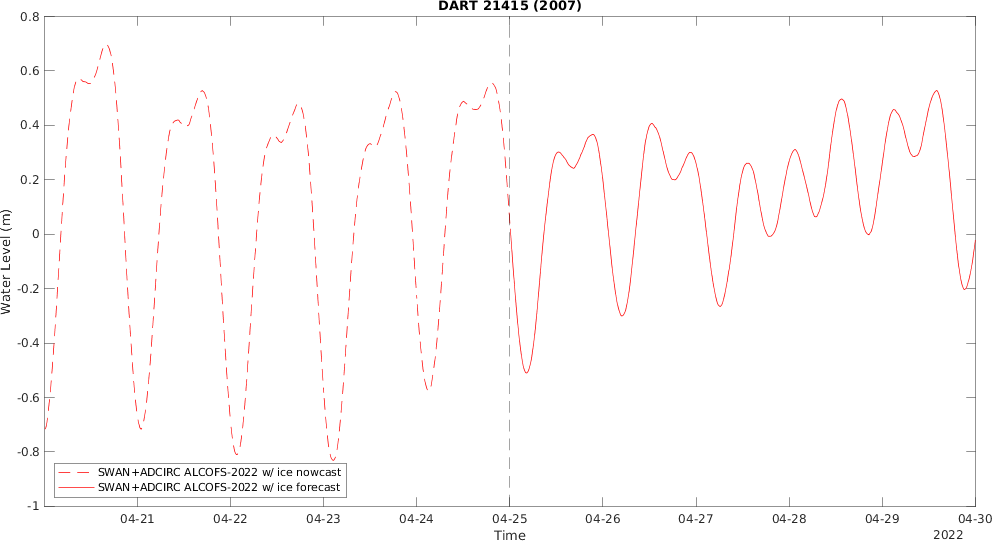 DART 21415 (2007)
0.8
0.6
0.4
0.2
0
-0.2
-0.4
-0.6
-0.8
-1
Water Level (m)
SWAN+ADCIRC ALCOFS-2022 w/ ice nowcast
SWAN+ADCIRC ALCOFS-2022 w/ ice forecast
04-21 04-22 04-23 04-24 04-25 04-26 04-27 04-28 04-29 04-30
Time
2022